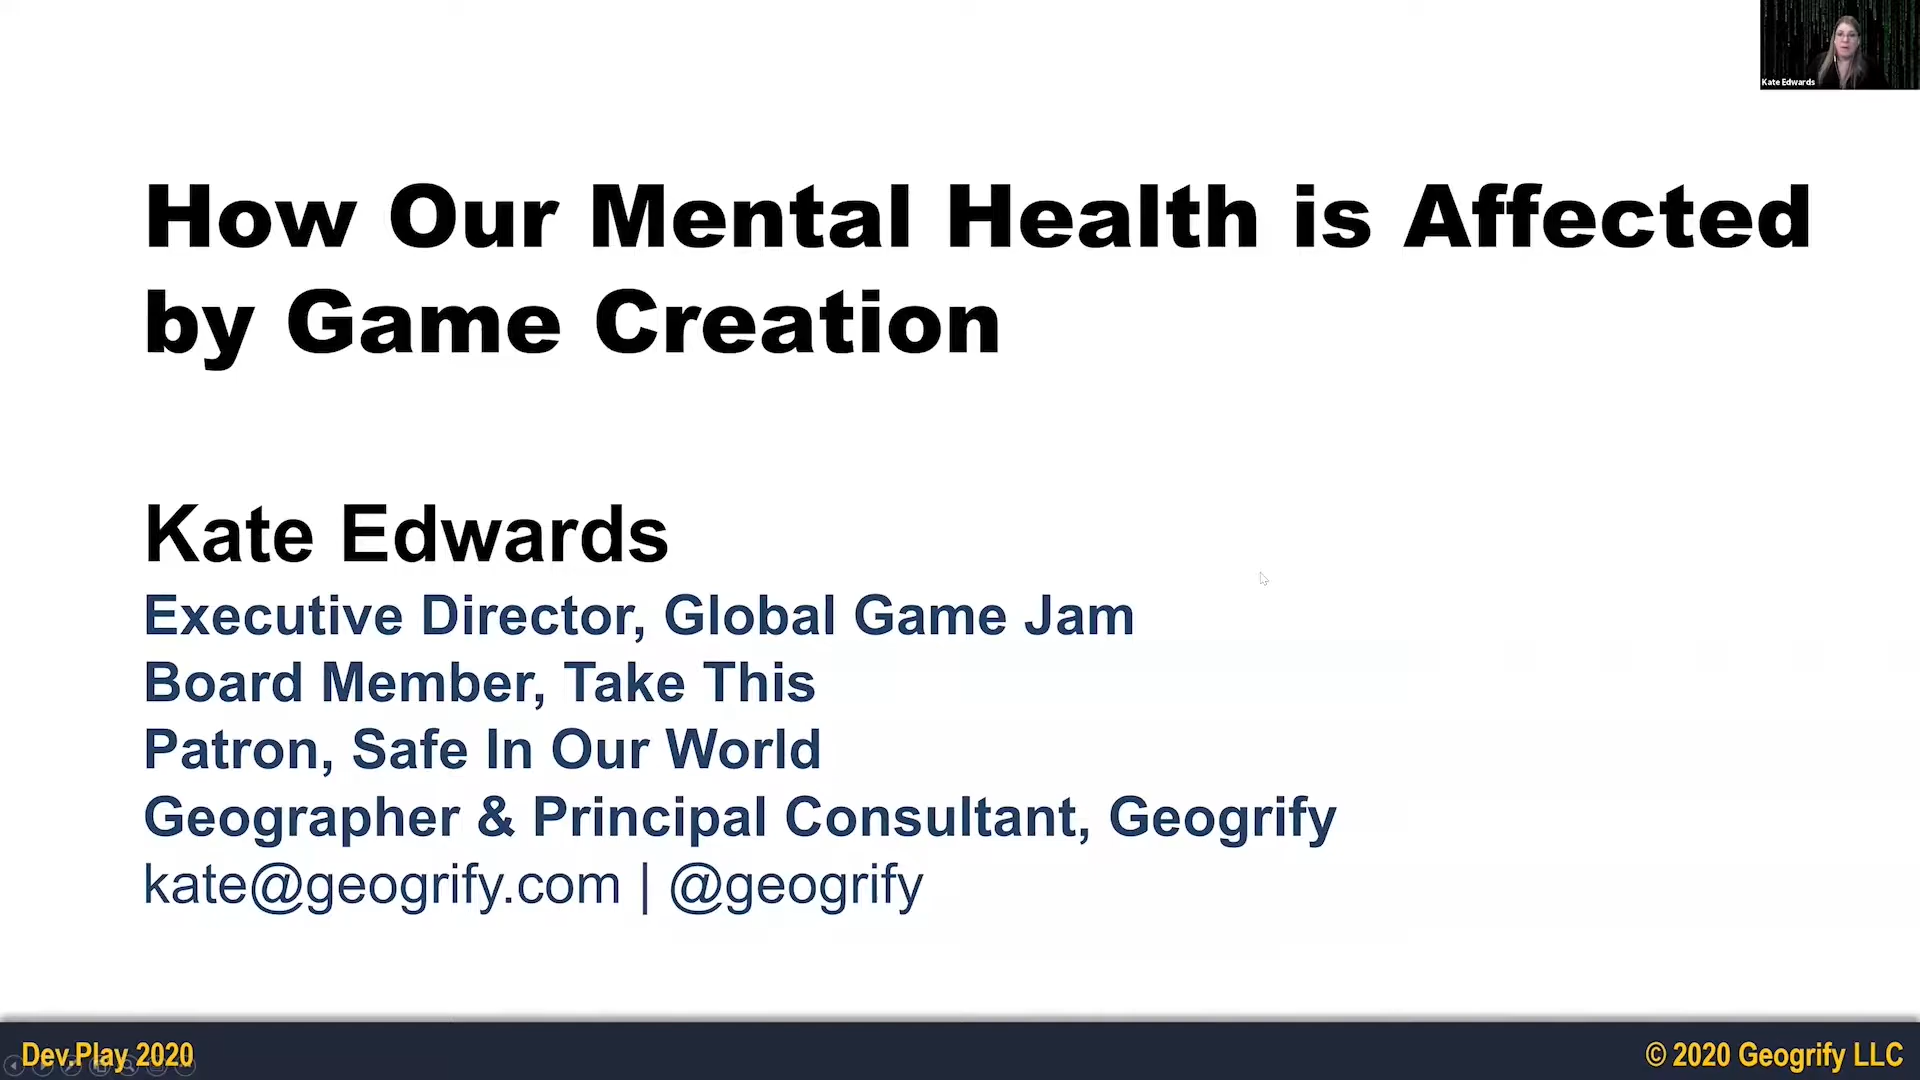 Kate Edwards
How Our Mental Health is Affected
by Game Creation
Kate Edwards
Executive Director, Global Game Jam
Board Member, Take This
Patron, Safe In Our World
Geographer & Principal Consultant, Geogrify
kate@geogrify.com | @geogrify
Dev.Play 2020
© 2020 Geogrify LLC